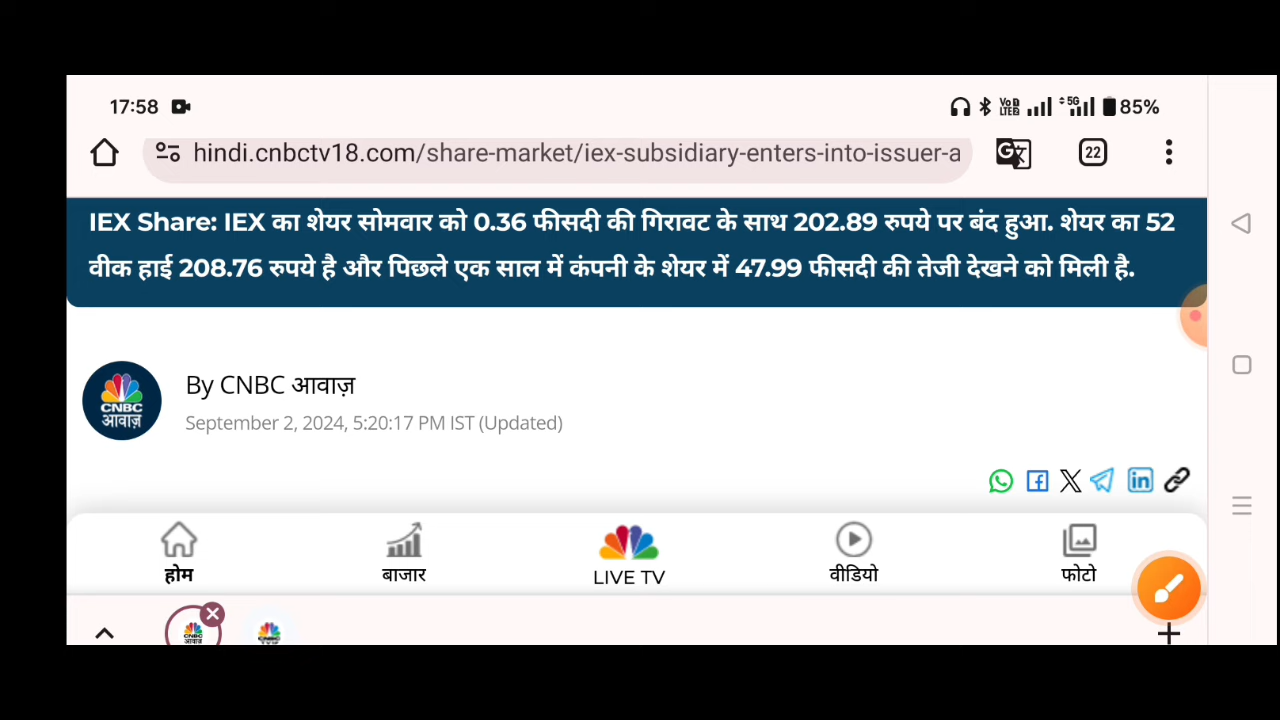 17:58
5G 85%
hindi.cnbctv18.com/share-market/iex-subsidiary-enters-into-issuer-a
22
IEX Share: IEX का शेयर सोमवार को 0.36 फीसदी की गिरावट के साथ 202.89 रुपये पर बंद हुआ. शेयर का 52
वीक हाई 208.76 रुपये है और पिछले एक साल में कंपनी के शेयर में 47.99 फीसदी की तेजी देखने को मिली है.
CNBC
आवाज़
By CNBC आवाज़
September 2, 2024, 5:20:17 PM IST (Updated)
होम
बाजार
LIVE TV
वीडियो
फोटो
CNBC
आवाज़